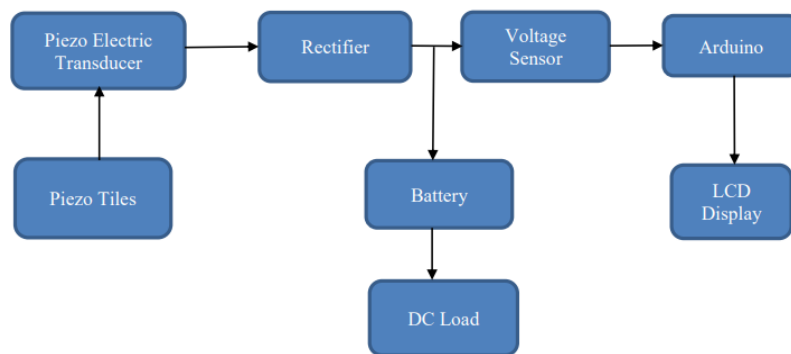 Piezo Electric
Transducer
Rectifier
Voltage
Sensor
Arduino
Piezo Tiles
Battery
LCD
Display
DC Load